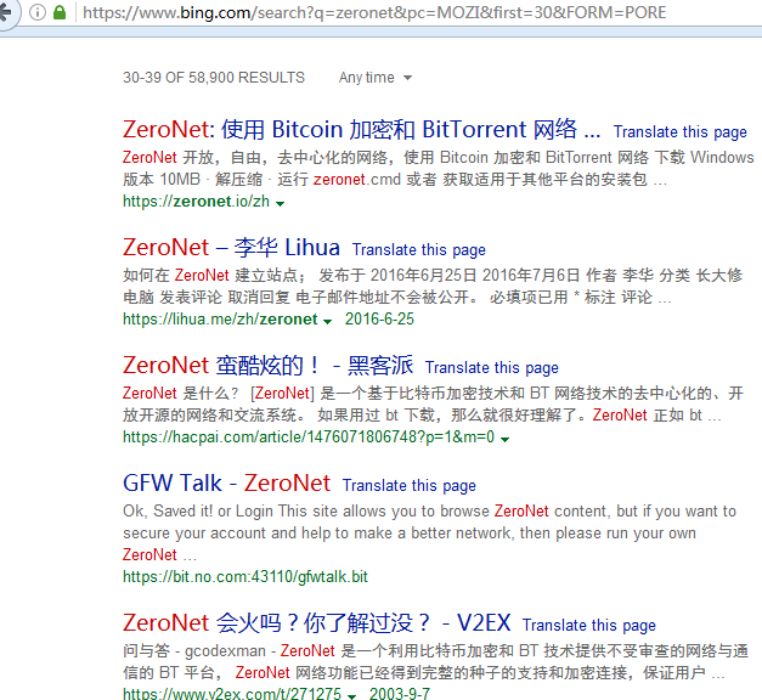 https://www.bing.com/search?q=zeronet&pc=MOZI&first=30&FORM=PORE
30-39 OF 58,900 RESULTS Any time
ZeroNet: 使用 Bitcoin 加密和 BitTorrent 网络 ... Translate this page
ZeroNet 开放，自由，去中心化的网络，使用 Bitcoin 加密和 BitTorrent 网络 下载 Windows
版本 10MB · 解压缩 · 运行 zeronet.cmd 或者 获取适用于其他平台的安装包 ...
https://zeronet.io/zh
ZeroNet – 李华 Lihua Translate this page
如何在 ZeroNet 建立站点； 发布于 2016年6月25日 2016年7月6日 作者 李华 分类 长大修
电脑 发表评论 取消回复 电子邮件地址不会被公开。 必填项已用 * 标注 评论 ...
https://lihua.me/zh/zeronet 2016-6-25
ZeroNet 蛮酷炫的！ - 黑客派 Translate this page
ZeroNet 是什么？ [ZeroNet] 是一个基于比特币加密技术和 BT 网络技术的去中心化的、开
放开源的网络和交流系统。 如果用过 bt 下载，那么就很好理解了。ZeroNet 正如 bt ...
https://hacpai.com/article/1476071806748?p=1&m=0
GFW Talk - ZeroNet Translate this page
Ok, Saved it! or Login This site allows you to browse ZeroNet content, but if you want to
secure your account and help to make a better network, then please run your own
ZeroNet ...
https://bit.no.com:43110/gfwtalk.bit
ZeroNet 会火吗？你了解过没？ - V2EX Translate this page
问与答 - gcodexman - ZeroNet 是一个利用比特币加密和 BT 技术提供不受审查的网络与通
信的 BT 平台， ZeroNet 网络功能已经得到完整的种子的支持和加密连接，保证用户 ...
https://www.v2ex.com/t/271275 2003-9-7